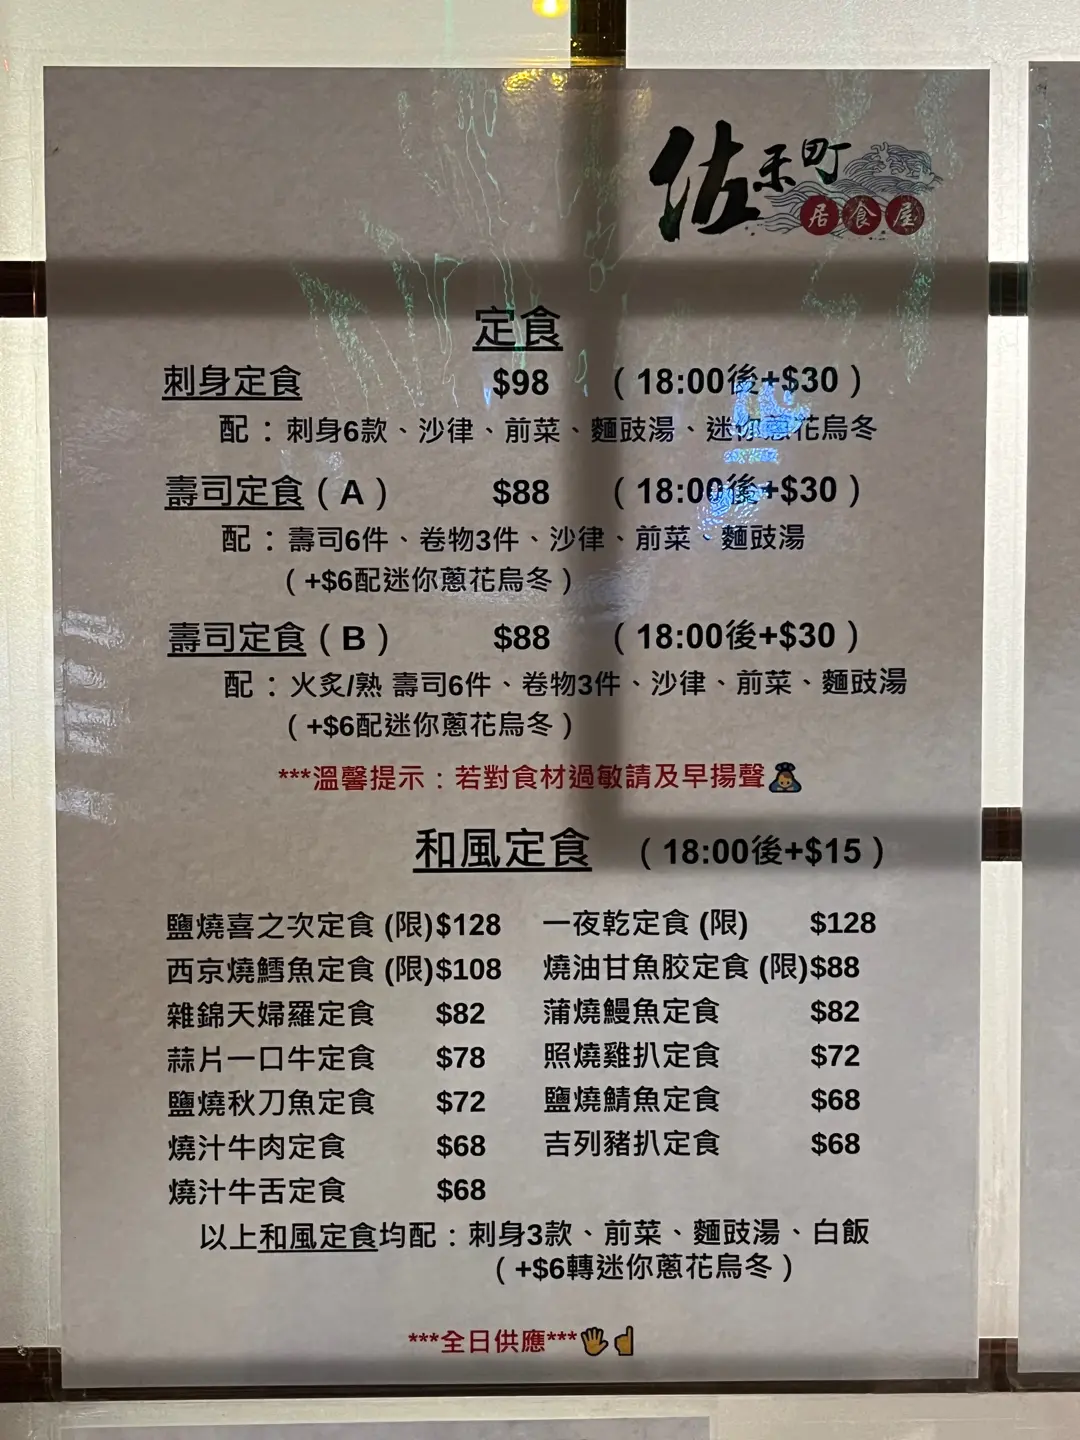 佐禾町
居食屋
定食
刺身定食 $98 （18:00後+$30）
配：刺身6款、沙律、前菜、麵豉湯、迷你蔥花烏冬
壽司定食（A） $88 （18:00後+$30）
配：壽司6件、卷物3件、沙律、前菜、麵豉湯
（+$6配迷你蔥花烏冬）
壽司定食（B） $88 （18:00後+$30）
配：火炙/熟 壽司6件、卷物3件、沙律、前菜、麵豉湯
（+$6配迷你蔥花烏冬）
***溫馨提示：若對食材過敏請及早揚聲🙇
和風定食 （18:00後+$15）
鹽燒喜之次定食 (限)$128 一夜乾定食 (限) $128
西京燒鱈魚定食 (限)$108 燒油甘魚胶定食 (限)$88
雜錦天婦羅定食 $82 蒲燒鰻魚定食 $82
蒜片一口牛定食 $78 照燒雞扒定食 $72
鹽燒秋刀魚定食 $72 鹽燒鯖魚定食 $68
燒汁牛肉定食 $68 吉列豬扒定食 $68
燒汁牛舌定食 $68
以上和風定食均配：刺身3款、前菜、麵豉湯、白飯
（+$6轉迷你蔥花烏冬）
***全日供應***👋☝